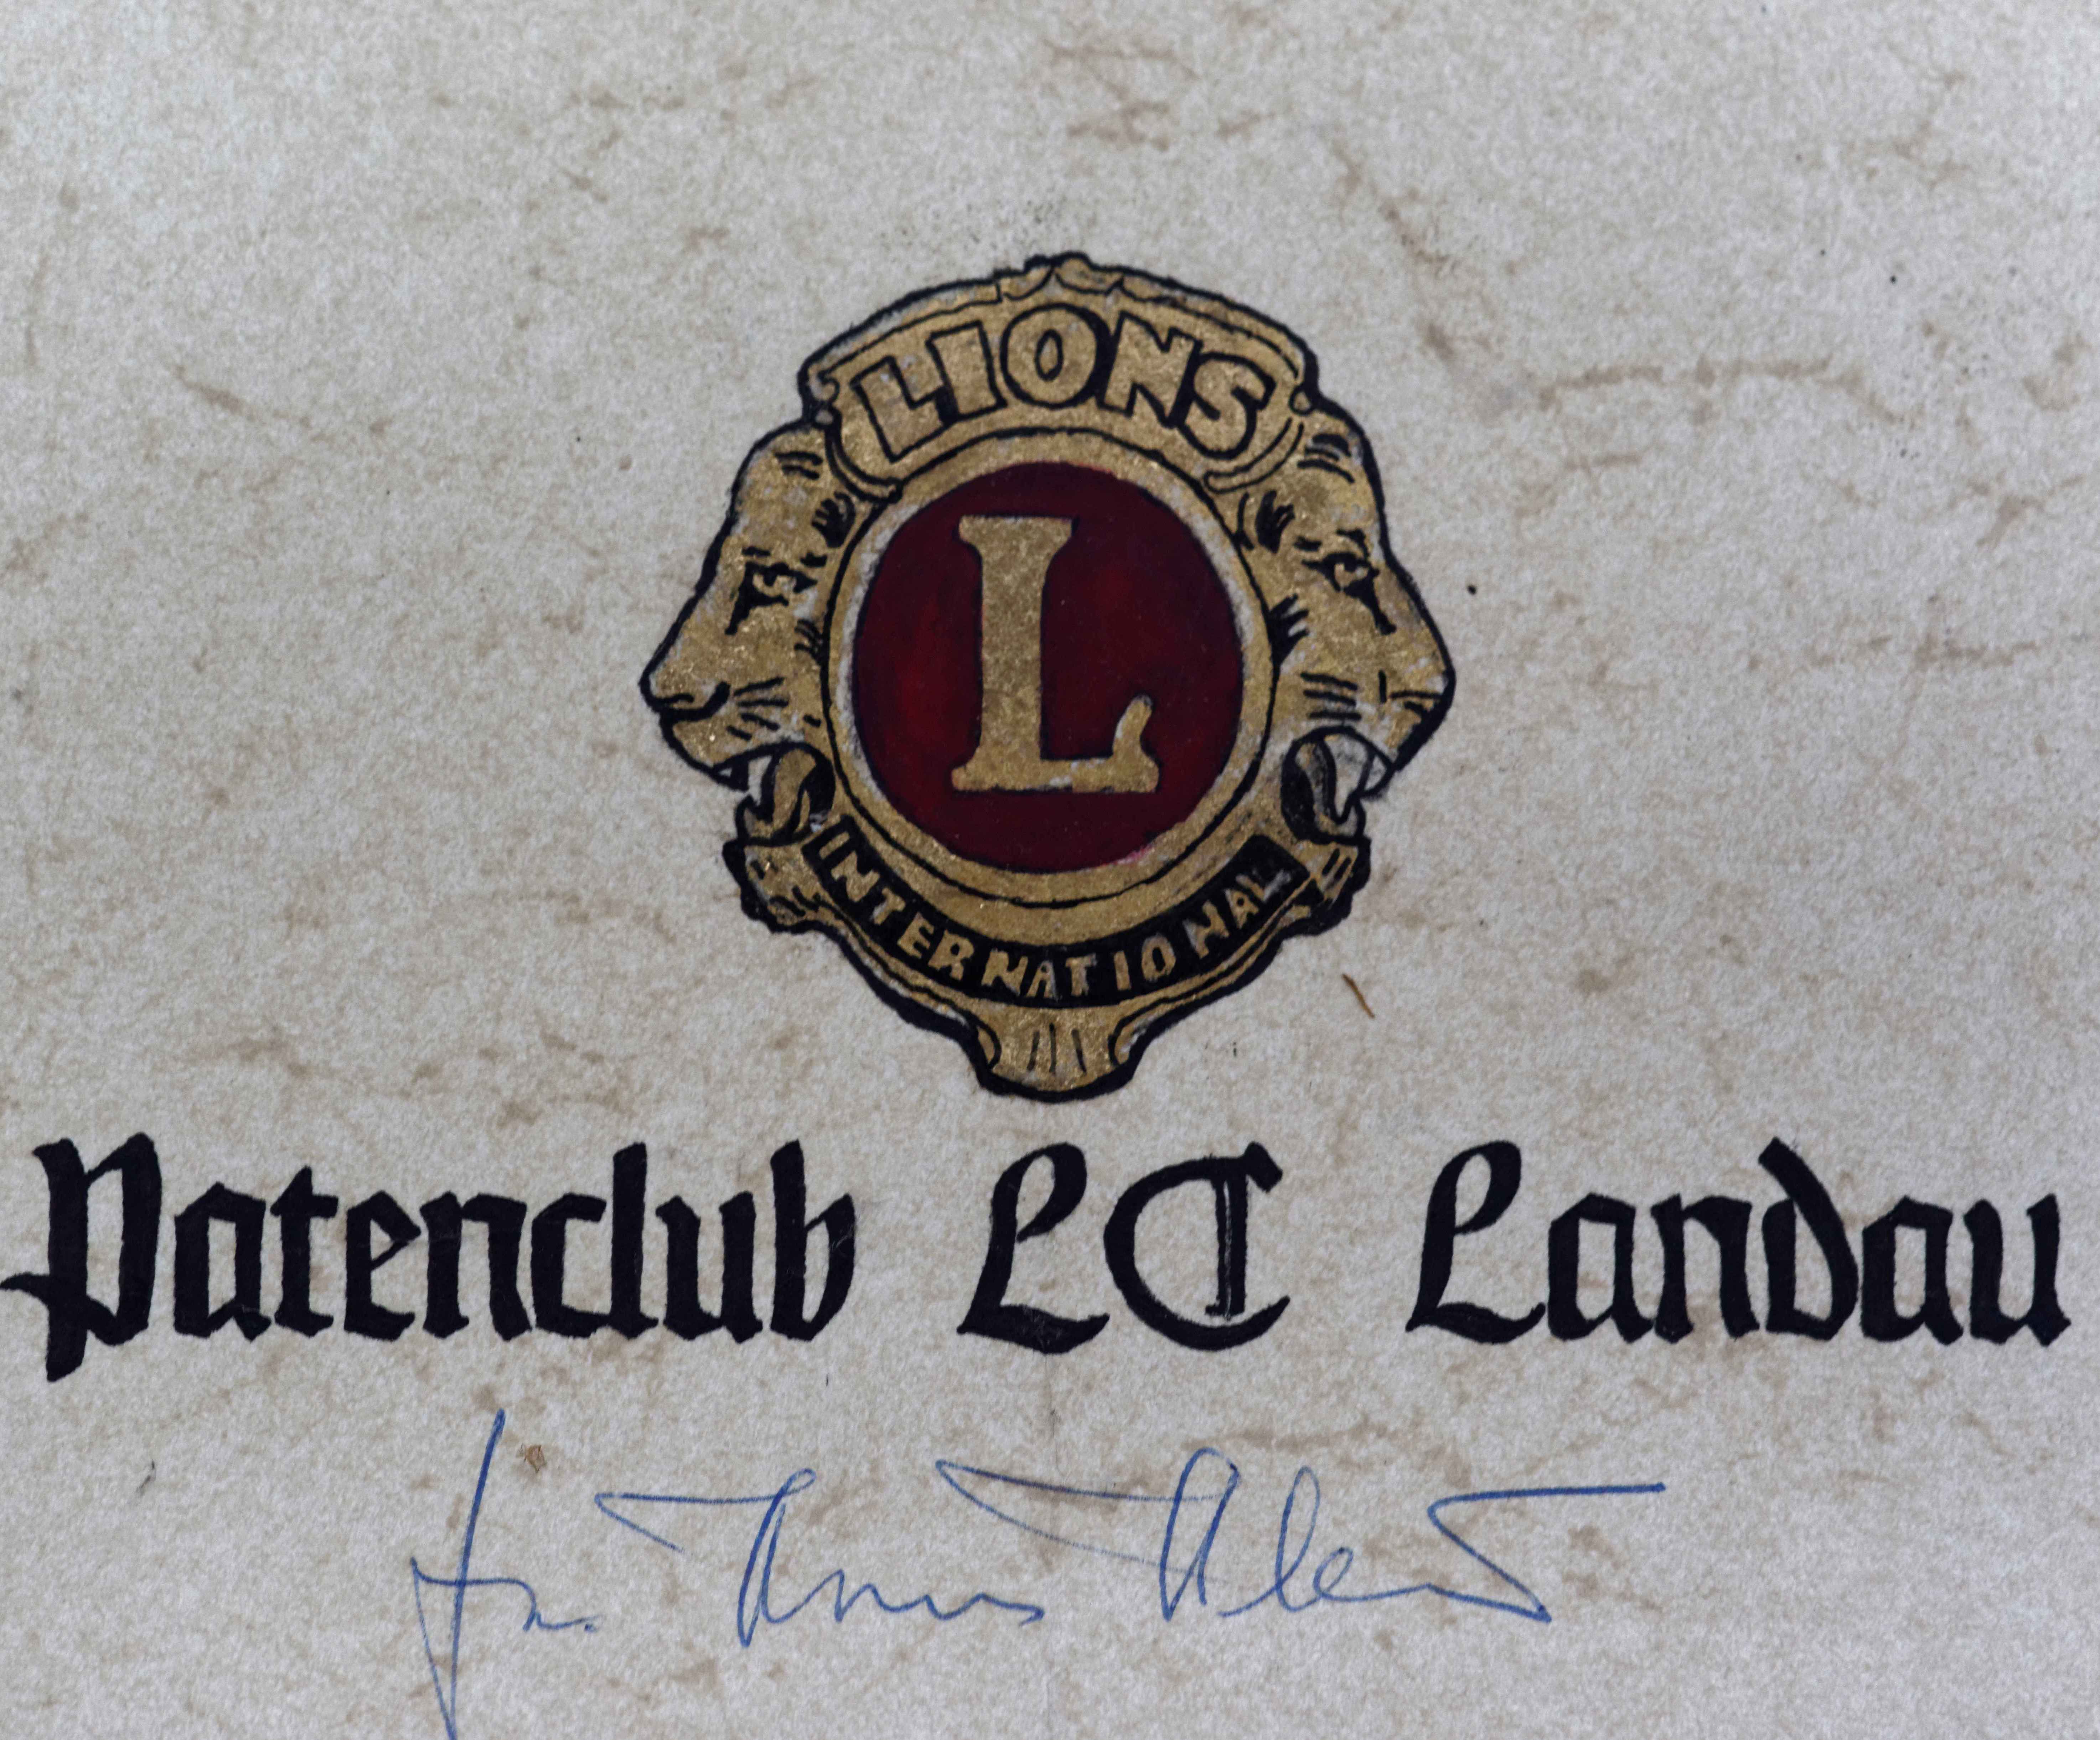 LIONS
L
INTERNATIONAL
Patenclub LC Landau